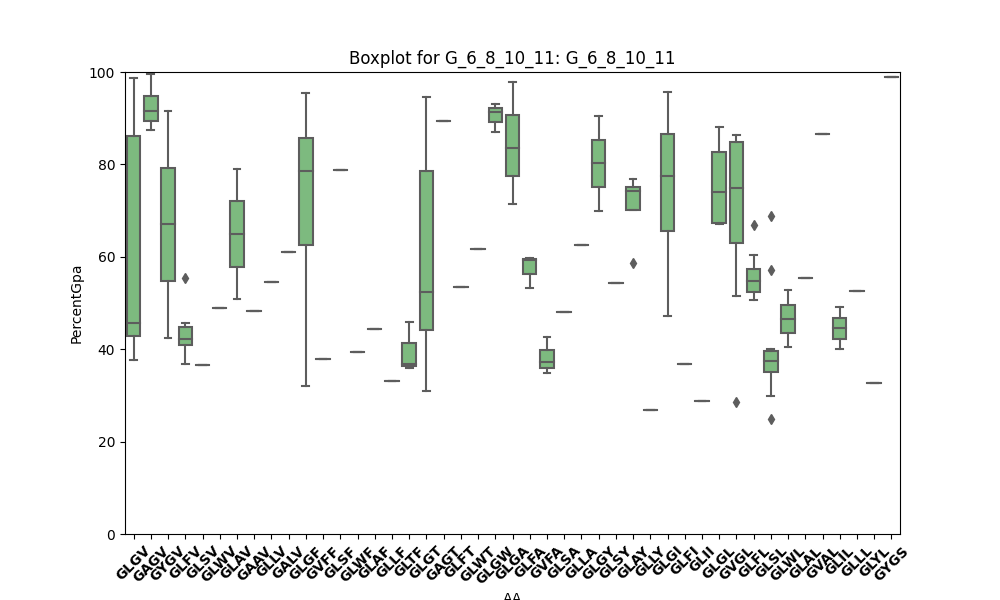 Boxplot for G_6_8_10_11: G_6_8_10_11
PercentGpa
100
80
60
40
20
0
GLGV
GAGV
GYGV
GLFV
GLSV
GLWV
GLAV
GAAV
GLLV
GALV
GLGF
GVFF
GLSF
GLWF
GLAF
GLLF
GLTF
GLGT
GAGT
GLFT
GLWT
GLGW
GLGA
GLFA
GVFA
GLSA
GLLA
GLGY
GLSY
GLAY
GLLY
GLGI
GLFI
GLII
GLGL
GVGL
GLFL
GLSL
GLWL
GLAL
GVAL
GLIL
GLLL
GLYL
GYGS
AA